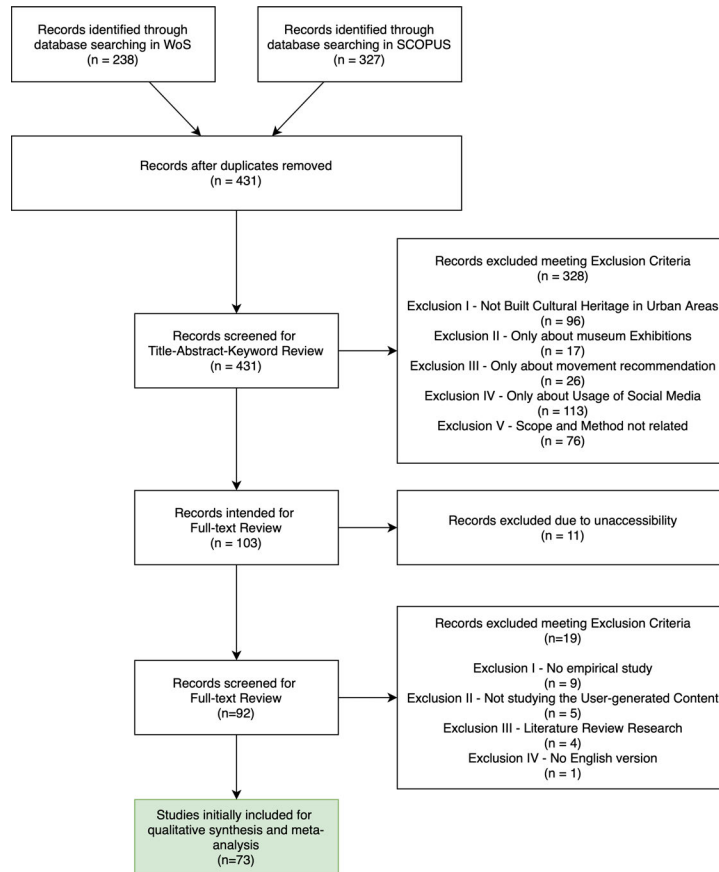 Records identified through
database searching in WoS
(n = 238)
Records identified through
database searching in SCOPUS
(n = 327)
Records after duplicates removed
(n = 431)
Records excluded meeting Exclusion Criteria
(n = 328)
Exclusion I - Not Built Cultural Heritage in Urban Areas
(n = 96)
Exclusion II - Only about museum Exhibitions
(n = 17)
Exclusion III - Only about movement recommendation
(n = 26)
Exclusion IV - Only about Usage of Social Media
(n = 113)
Exclusion V - Scope and Method not related
(n = 76)
Records screened for
Title-Abstract-Keyword Review
(n = 431)
Records intended for
Full-text Review
(n = 103)
Records excluded due to unaccessibility
(n = 11)
Records excluded meeting Exclusion Criteria
(n=19)
Exclusion I - No empirical study
(n = 9)
Exclusion II - Not studying the User-generated Content
(n = 5)
Exclusion III - Literature Review Research
(n = 4)
Exclusion IV - No English version
(n = 1)
Records screened for
Full-text Review
(n=92)
Studies initially included for
qualitative synthesis and meta-
analysis
(n=73)